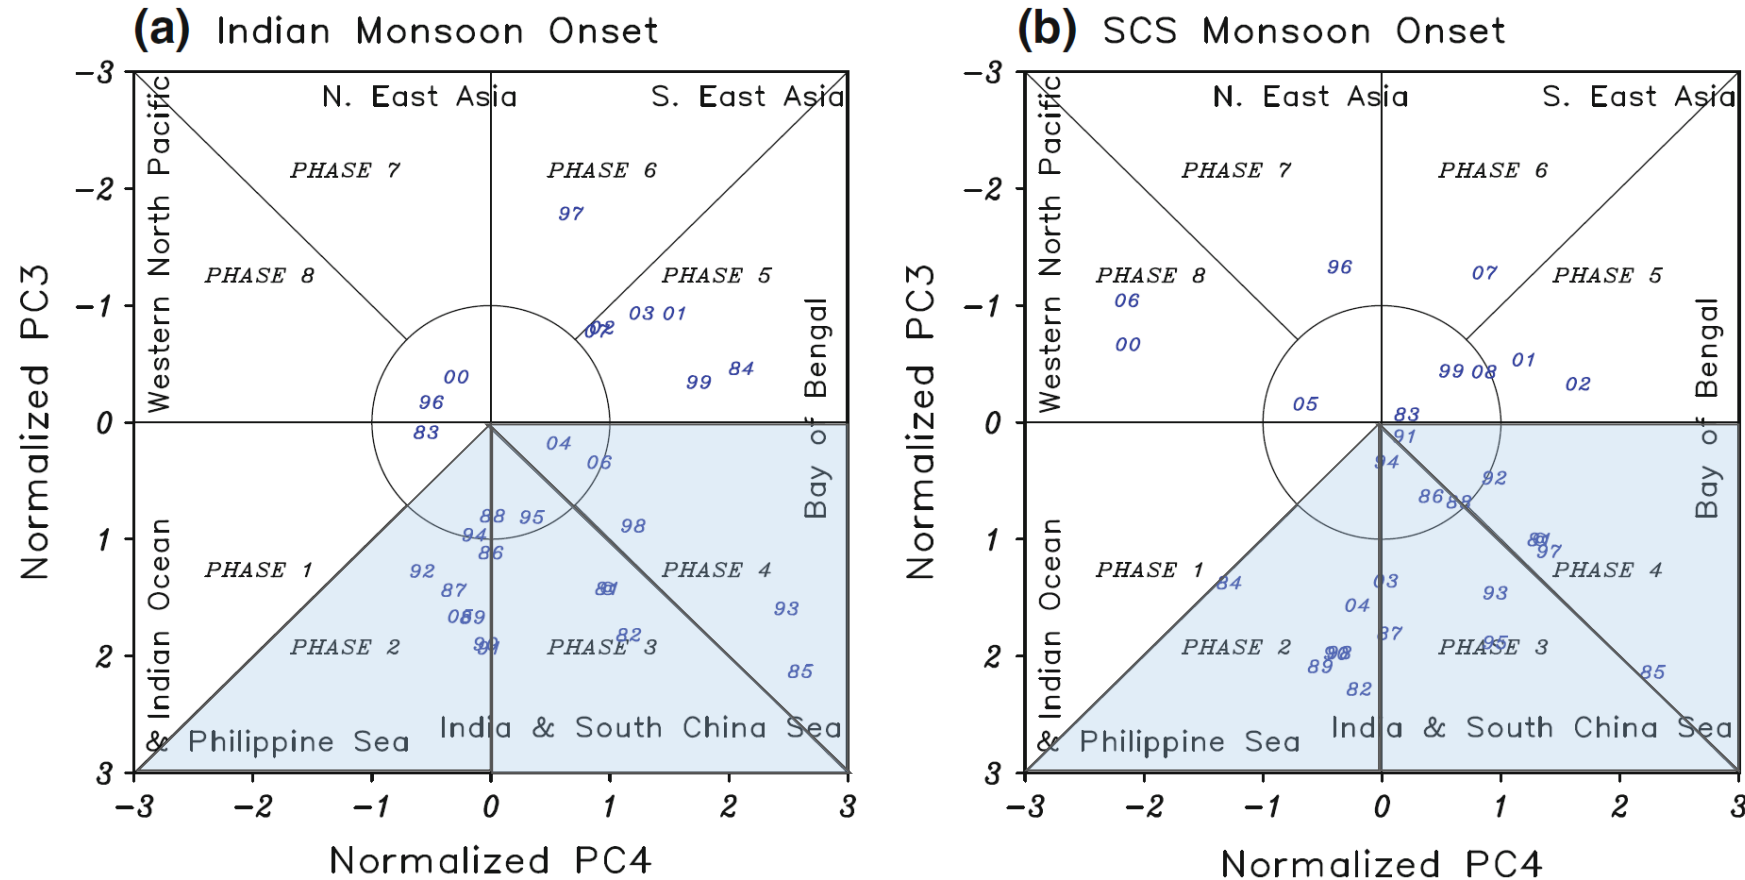 (a) Indian Monsoon Onset
Normalized PC3
-3
-2
-1
0
1
2
3
-3 -2 -1 0 1 2 3
Normalized PC4
N. East Asia
S. East Asia
Western North Pacific
Bay of Bengal
& Indian Ocean
Philippine Sea
India & South China Sea
PHASE 7
PHASE 6
PHASE 8
PHASE 5
PHASE 1
PHASE 4
PHASE 2
PHASE 3
97
03 01
02
07
84
99
00
96
83
04
06
88 95
98
94
86
92
87
89
93
82
91
85
(b) SCS Monsoon Onset
Normalized PC3
-3
-2
-1
0
1
2
3
-3 -2 -1 0 1 2 3
Normalized PC4
N. East Asia
S. East Asia
Western North Pacific
Bay of Bengal
& Indian Ocean
Philippine Sea
India & South China Sea
PHASE 7
PHASE 6
PHASE 8
PHASE 5
PHASE 1
PHASE 4
PHASE 2
PHASE 3
96
07
06
00
01
99 08
02
05
83
91
94
92
86 88
97
84
03
93
04
87
95
89
85
82